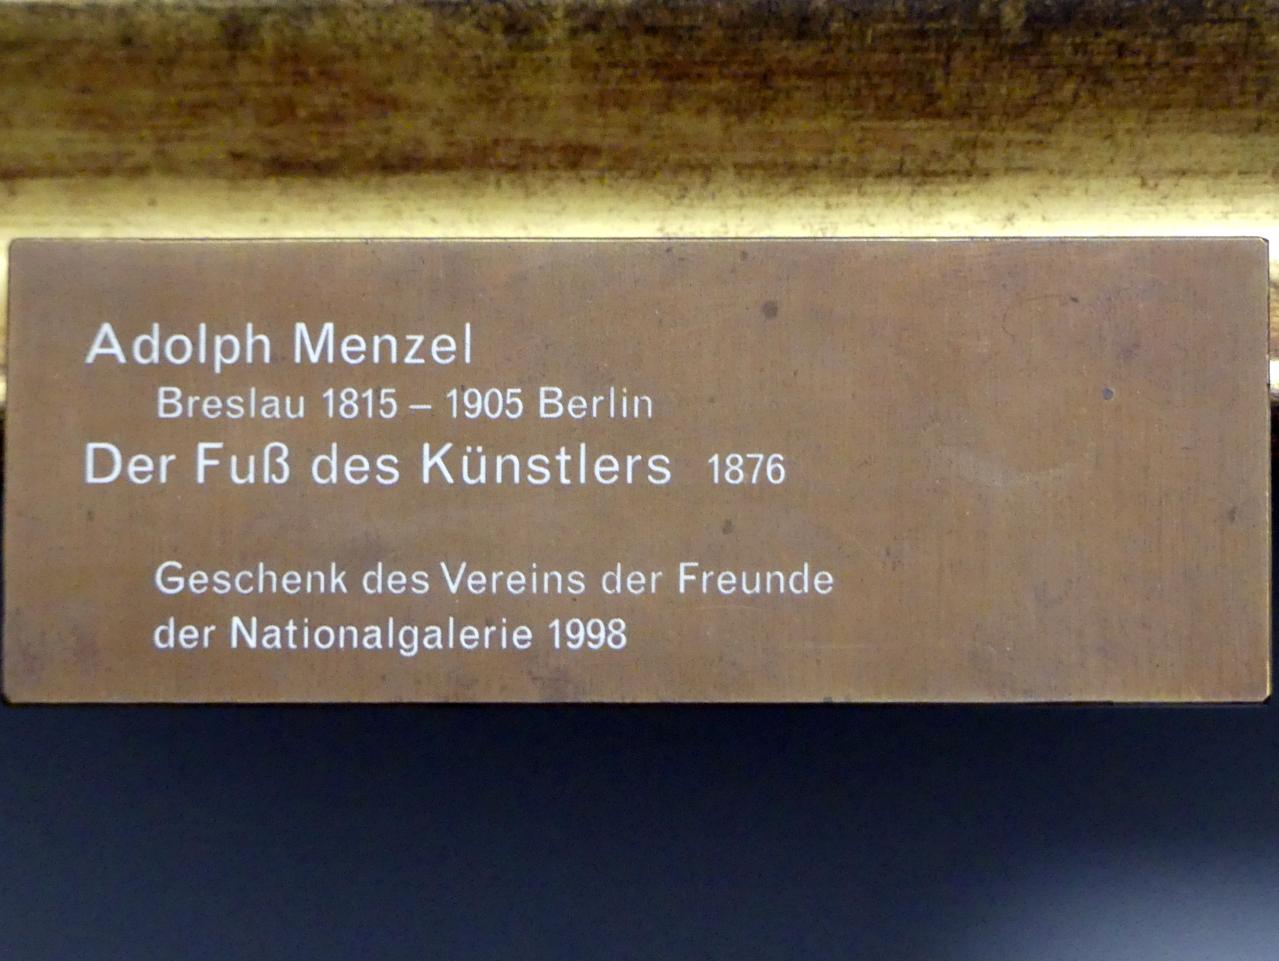 Adolph Menzel
Breslau 1815 – 1905 Berlin
Der Fuß des Künstlers 1876
Geschenk des Vereins der Freunde
der Nationalgalerie 1998